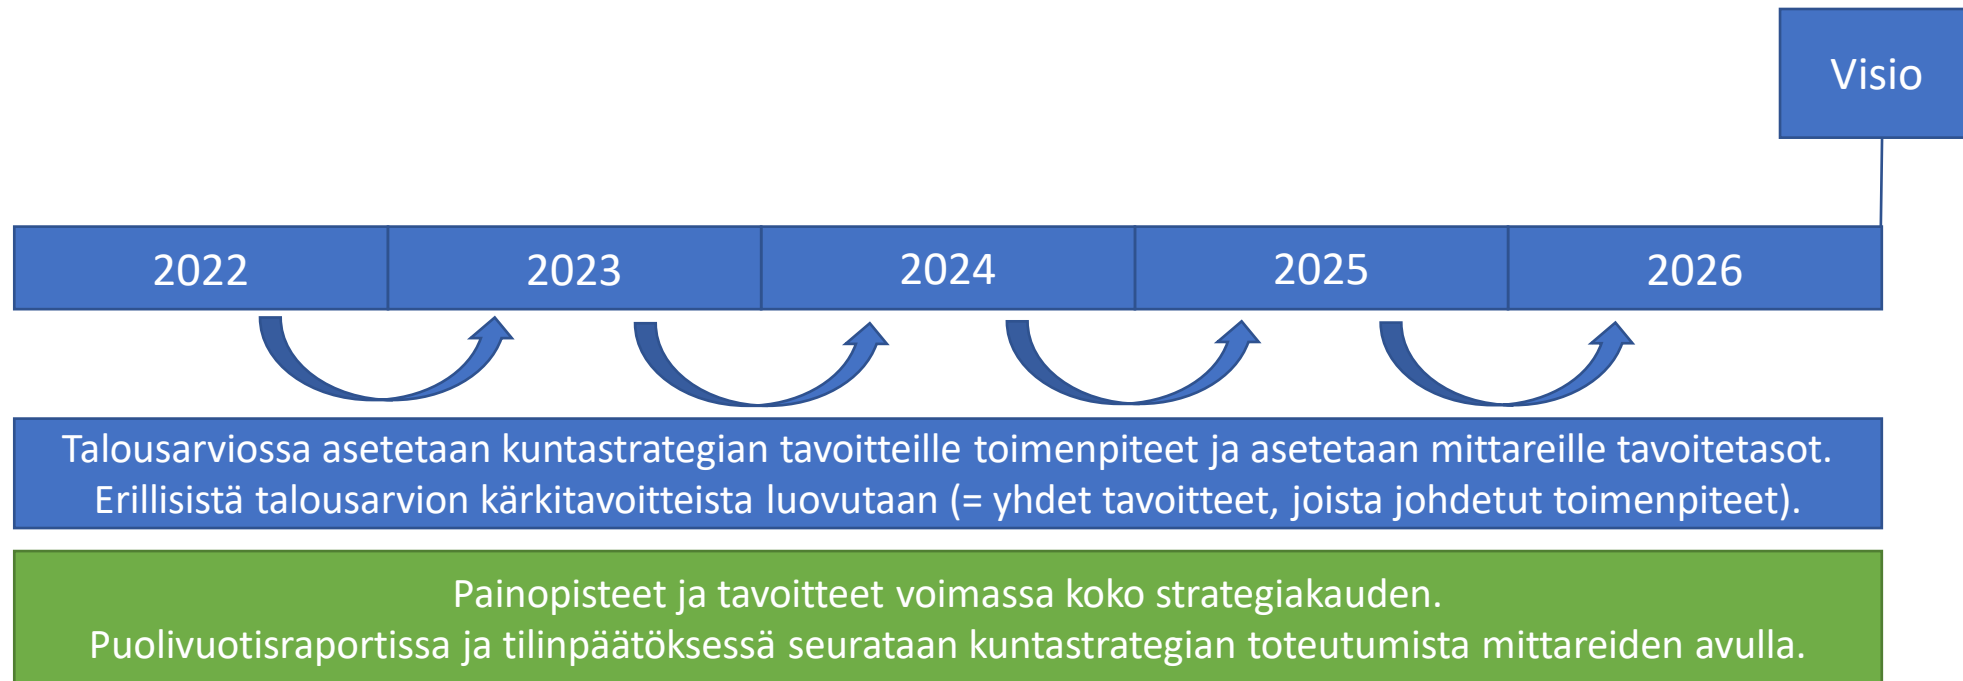 Visio
2022
2023
2024
2025
2026
Talousarviossa asetetaan kuntastrategian tavoitteille toimenpiteet ja asetetaan mittareille tavoitetasot.
Erillisistä talousarvion kärkitavoitteista luovutaan (= yhdet tavoitteet, joista johdetut toimenpiteet).
Painopisteet ja tavoitteet voimassa koko strategiakauden.
Puolivuotisraportissa ja tilinpäätöksessä seurataan kuntastrategian toteutumista mittareiden avulla.